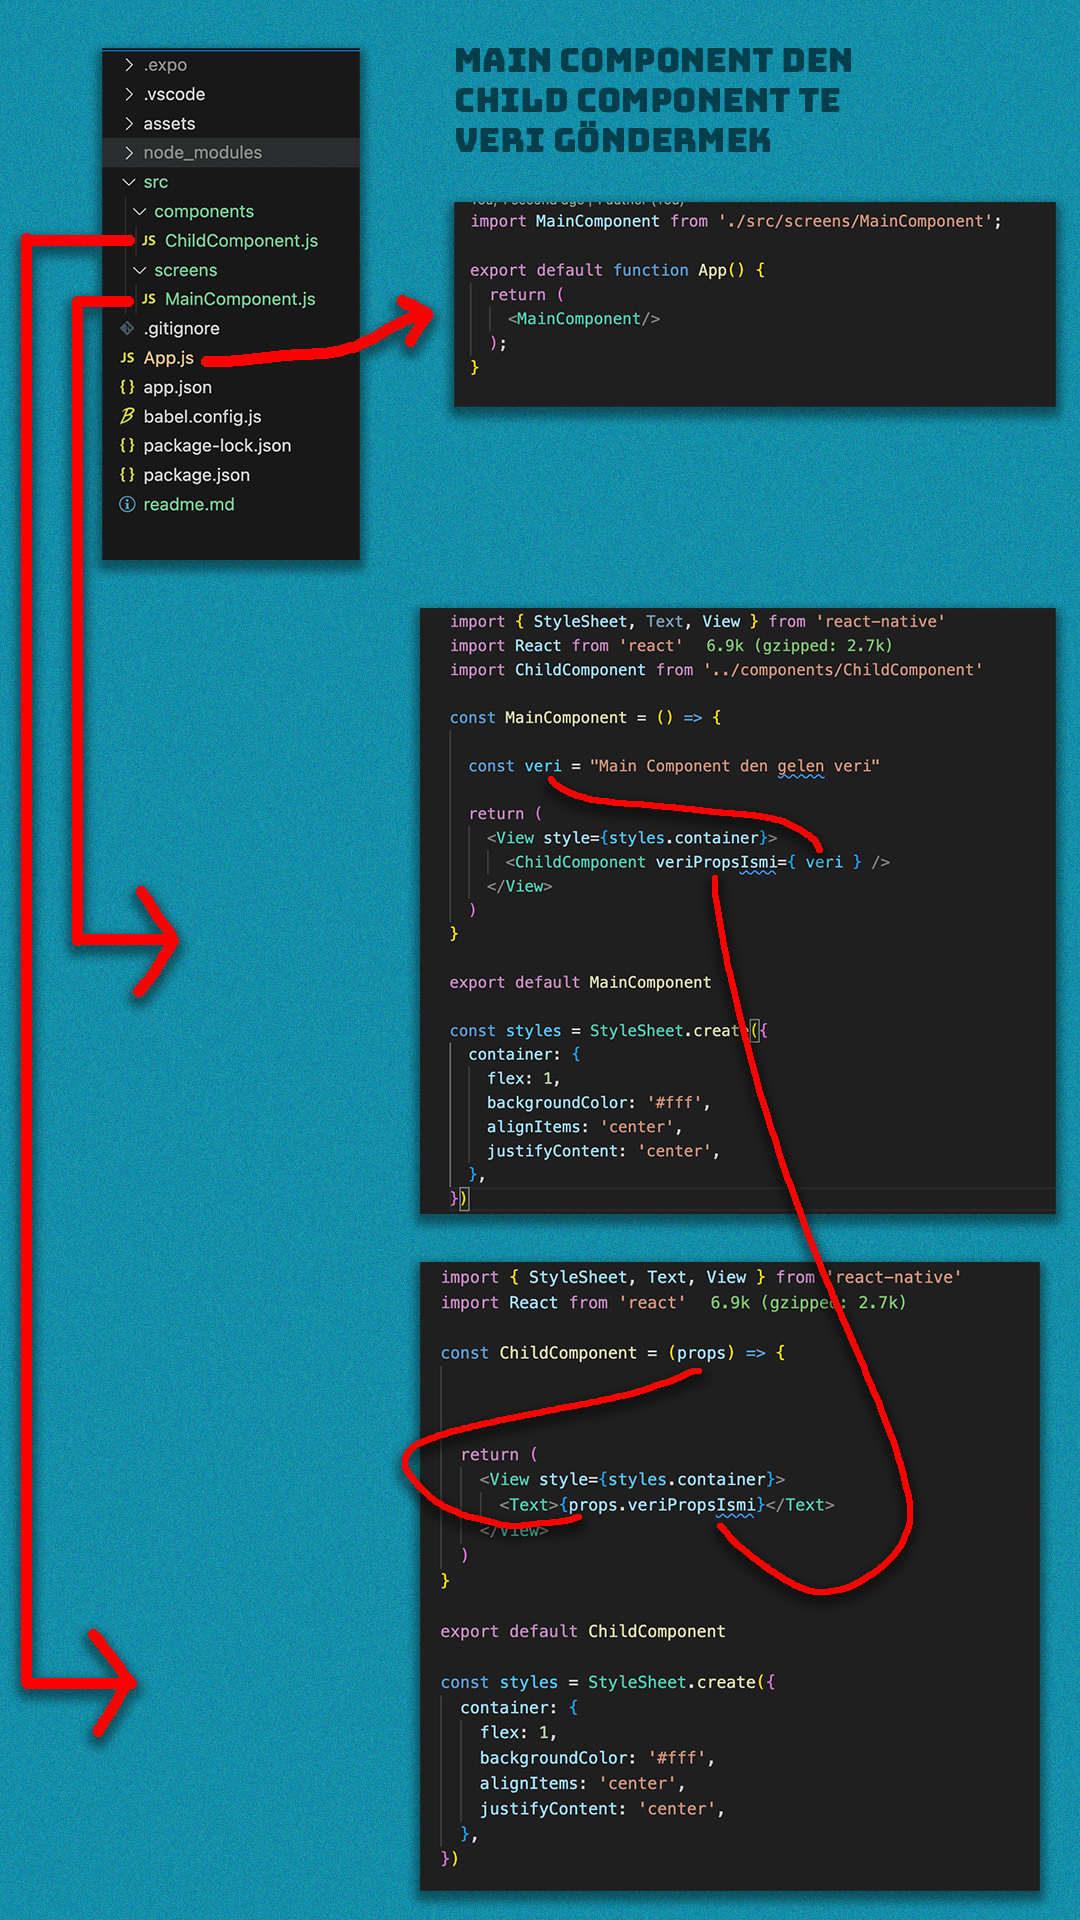 MAIN COMPONENT DEN
CHILD COMPONENT TE
VERI GÖNDERMEK
.expo
.vscode
assets
node_modules
src
components
JS ChildComponent.js
screens
JS MainComponent.js
.gitignore
JS App.js
{} app.json
babel.config.js
{} package-lock.json
{} package.json
readme.md
import MainComponent from './src/screens/MainComponent';
export default function App() {
return (
<MainComponent/>
);
}
import { StyleSheet, Text, View } from 'react-native'
import React from 'react' 6.9k (gzipped: 2.7k)
import ChildComponent from '../components/ChildComponent'
const MainComponent = () => {
const veri = "Main Component den gelen veri"
return (
<View style={styles.container}>
<ChildComponent veriPropsIsmi={ veri } />
</View>
)
}
export default MainComponent
const styles = StyleSheet.create({
container: {
flex: 1,
backgroundColor: '#fff',
alignItems: 'center',
justifyContent: 'center',
},
})
import { StyleSheet, Text, View } from 'react-native'
import React from 'react' 6.9k (gzipped: 2.7k)
const ChildComponent = (props) => {
return (
<View style={styles.container}>
<Text>{props.veriPropsIsmi}</Text>
</View>
)
}
export default ChildComponent
const styles = StyleSheet.create({
container: {
flex: 1,
backgroundColor: '#fff',
alignItems: 'center',
justifyContent: 'center',
},
})